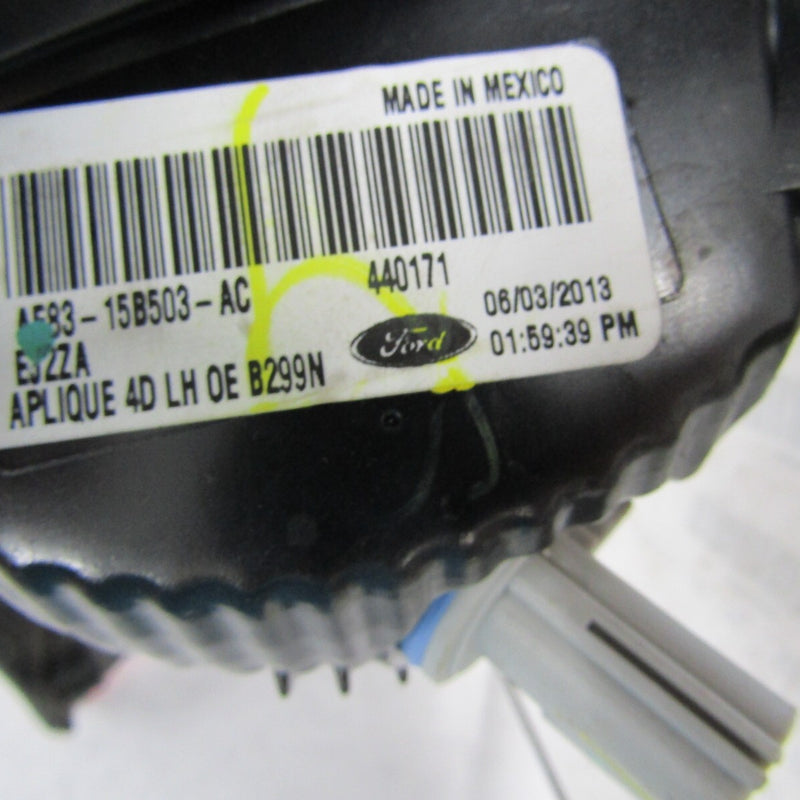 MADE IN MEXICO
AE83-15B503-AC
440171
06/03/2013
EJ2ZA
Ford
01:59:39 PM
APLIQUE 4D LH OE B299N